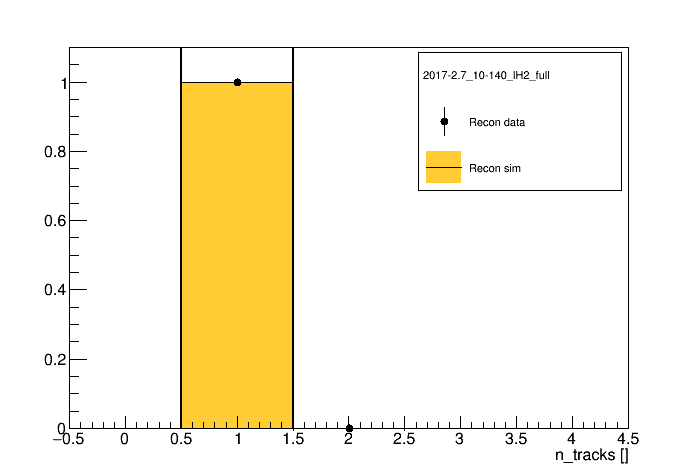 2017-2.7_10-140_lH2_full
Recon data
Recon sim
1
0.8
0.6
0.4
0.2
0
−0.5 0 0.5 1 1.5 2 2.5 3 3.5 4 4.5
n_tracks []